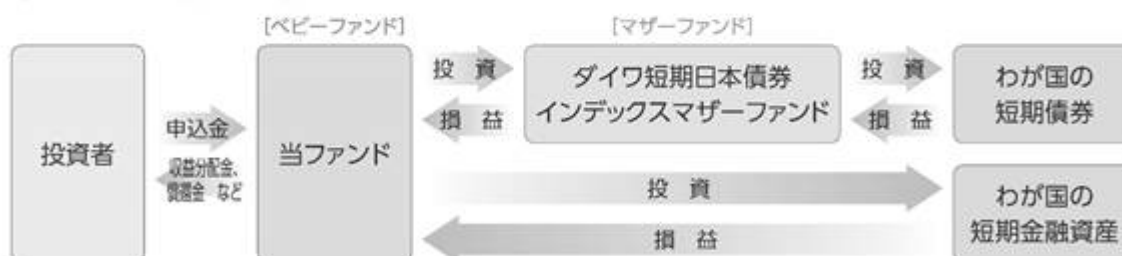 [ベビーファンド]
[マザーファンド]
投資者
申込金
収益分配金、
償還金 など
当ファンド
投 資
損 益
ダイワ短期日本債券
インデックスマザーファンド
投 資
損 益
わが国の
短期債券
投 資
損 益
わが国の
短期金融資産